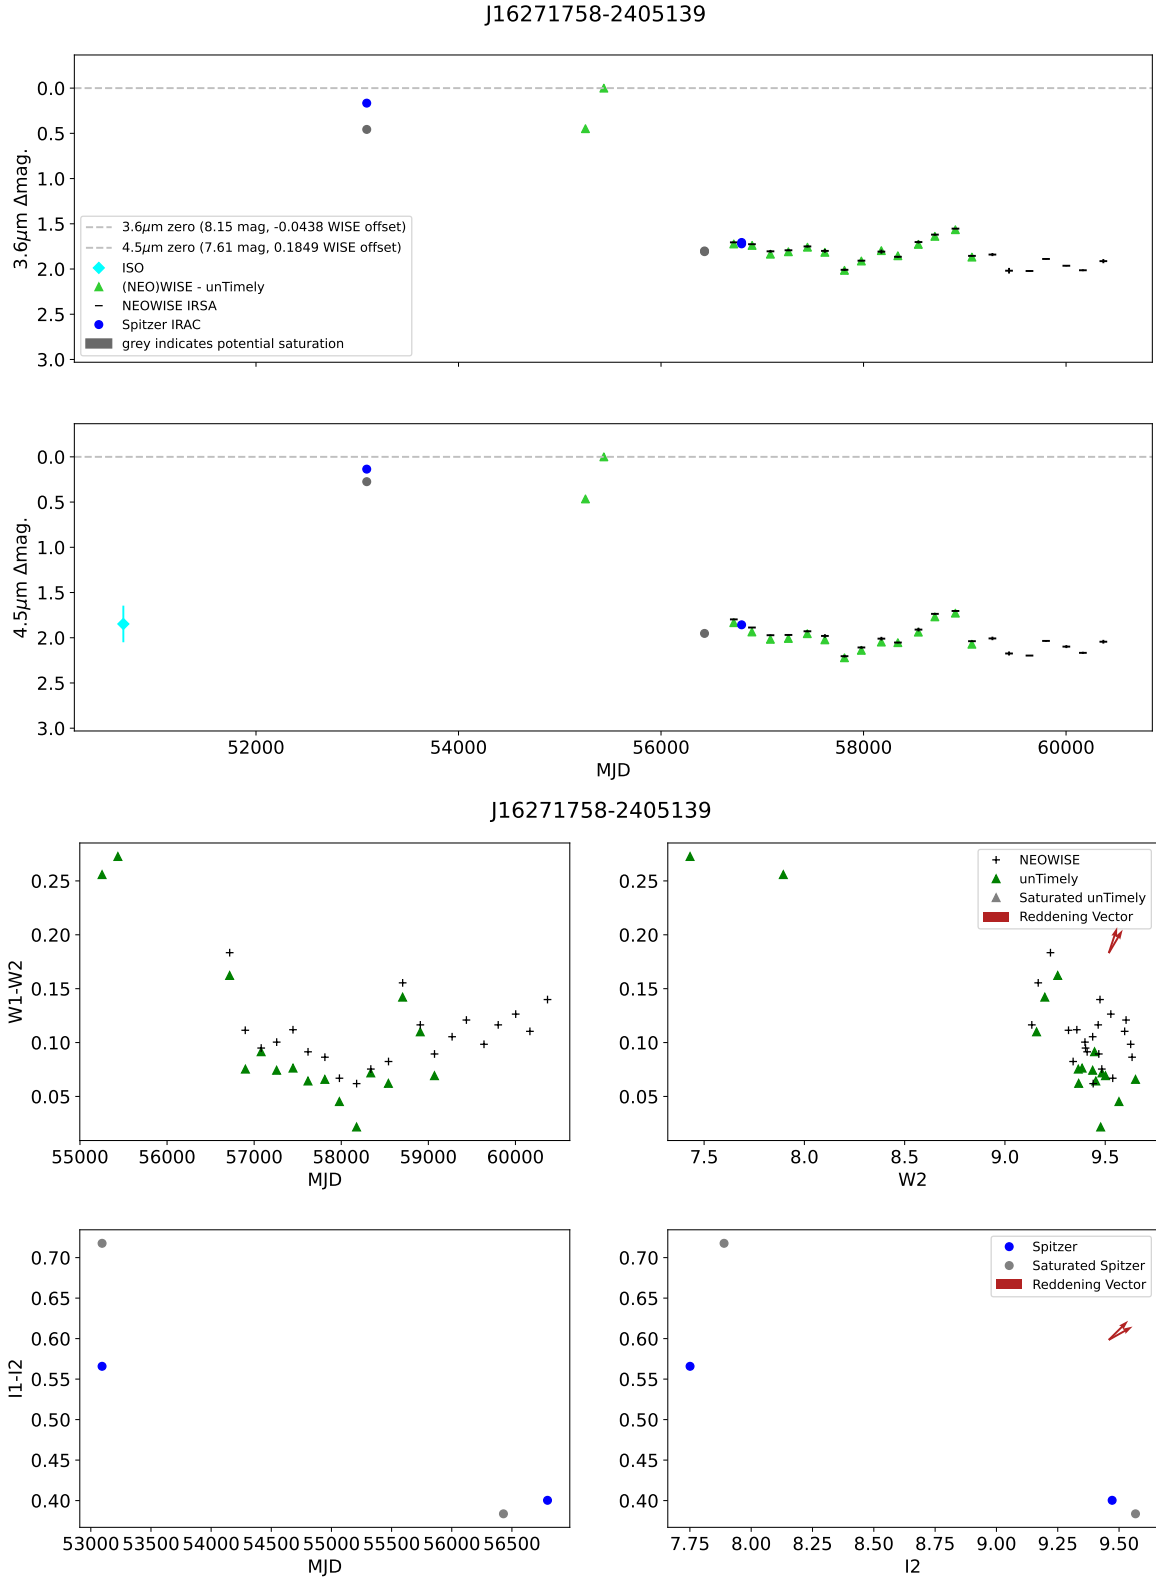 J16271758-2405139
0.0
0.5
1.0
1.5
2.0
2.5
3.0
3.6μm Δmag.
3.6μm zero (8.15 mag, -0.0438 WISE offset)
4.5μm zero (7.61 mag, 0.1849 WISE offset)
ISO
(NEO)WISE - unTimely
NEOWISE IRSA
Spitzer IRAC
grey indicates potential saturation
0.0
0.5
1.0
1.5
2.0
2.5
3.0
4.5μm Δmag.
52000 54000 56000 58000 60000
MJD
J16271758-2405139
0.25
0.20
0.15
0.10
0.05
W1-W2
55000 56000 57000 58000 59000 60000
MJD
0.25
0.20
0.15
0.10
0.05
NEOWISE
unTimely
Saturated unTimely
Reddening Vector
7.5 8.0 8.5 9.0 9.5
W2
0.70
0.65
0.60
0.55
0.50
0.45
0.40
I1-I2
53000 53500 54000 54500 55000 55500 56000 56500
MJD
0.70
0.65
0.60
0.55
0.50
0.45
0.40
Spitzer
Saturated Spitzer
Reddening Vector
7.75 8.00 8.25 8.50 8.75 9.00 9.25 9.50
I2